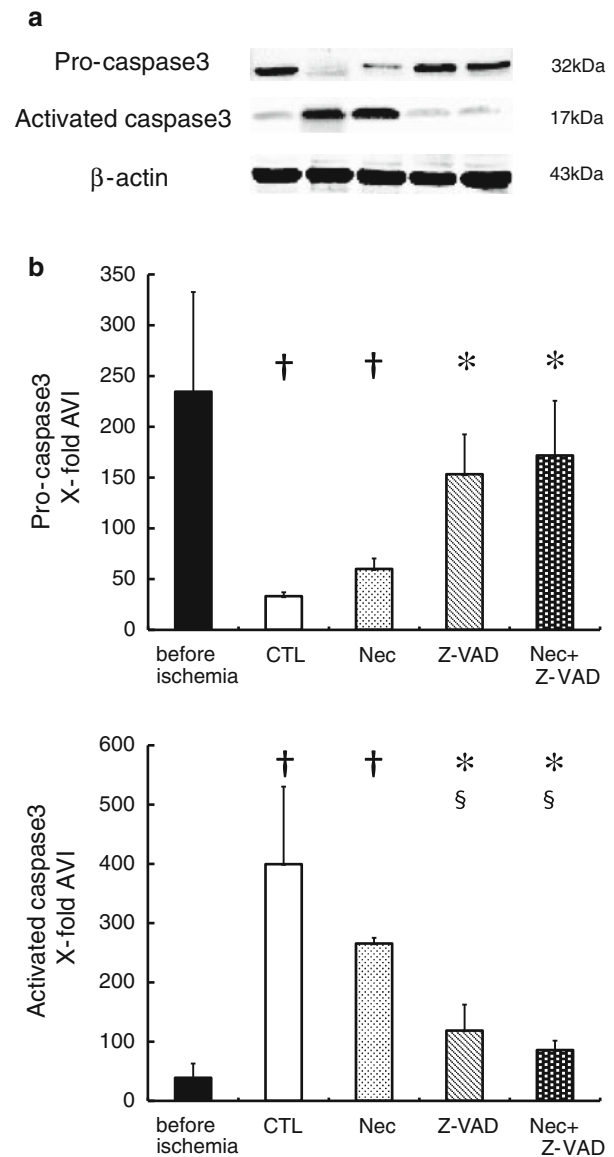 a
Pro-caspase3 32kDa
Activated caspase3 17kDa
β-actin 43kDa
b
Pro-caspase3
X-fold AVI
350
300
250
200
150
100
50
0
† † * *
before
ischemia
CTL
Nec
Z-VAD
Nec+
Z-VAD
Activated caspase3
X-fold AVI
600
500
400
300
200
100
0
† † * *
§ §
before
ischemia
CTL
Nec
Z-VAD
Nec+
Z-VAD